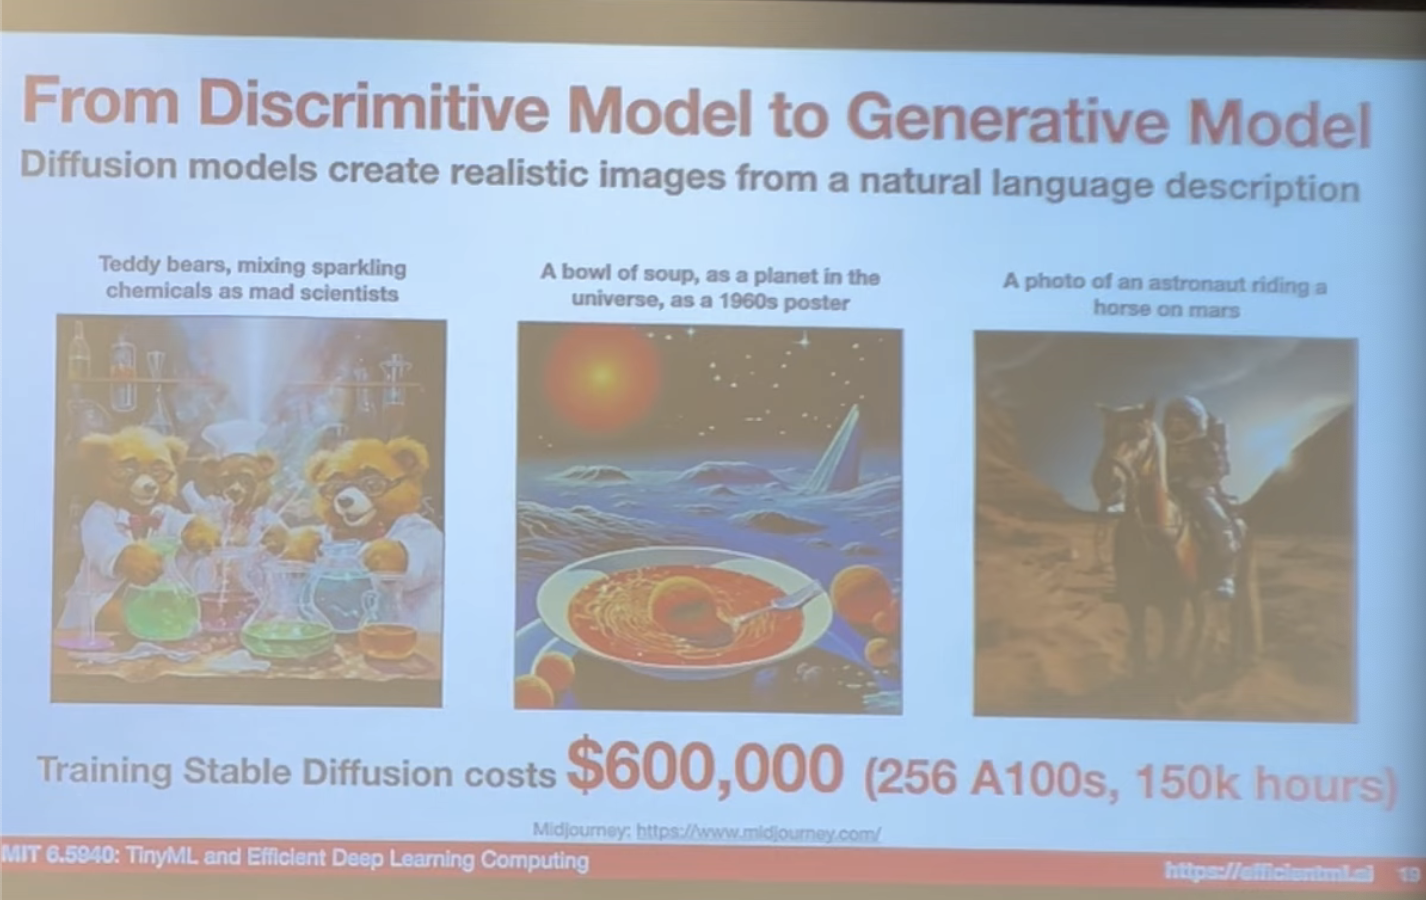 From Discrimitive Model to Generative Model
Diffusion models create realistic images from a natural language description
Teddy bears, mixing sparkling
chemicals as mad scientists
A bowl of soup, as a planet in the
universe, as a 1960s poster
A photo of an astronaut riding a
horse on mars
Training Stable Diffusion costs $600,000 (256 A100s, 150k hours)
Midjourney: https://www.midjourney.com/
MIT 6.5940: TinyML and Efficient Deep Learning Computing
https://efficientml.ai
19